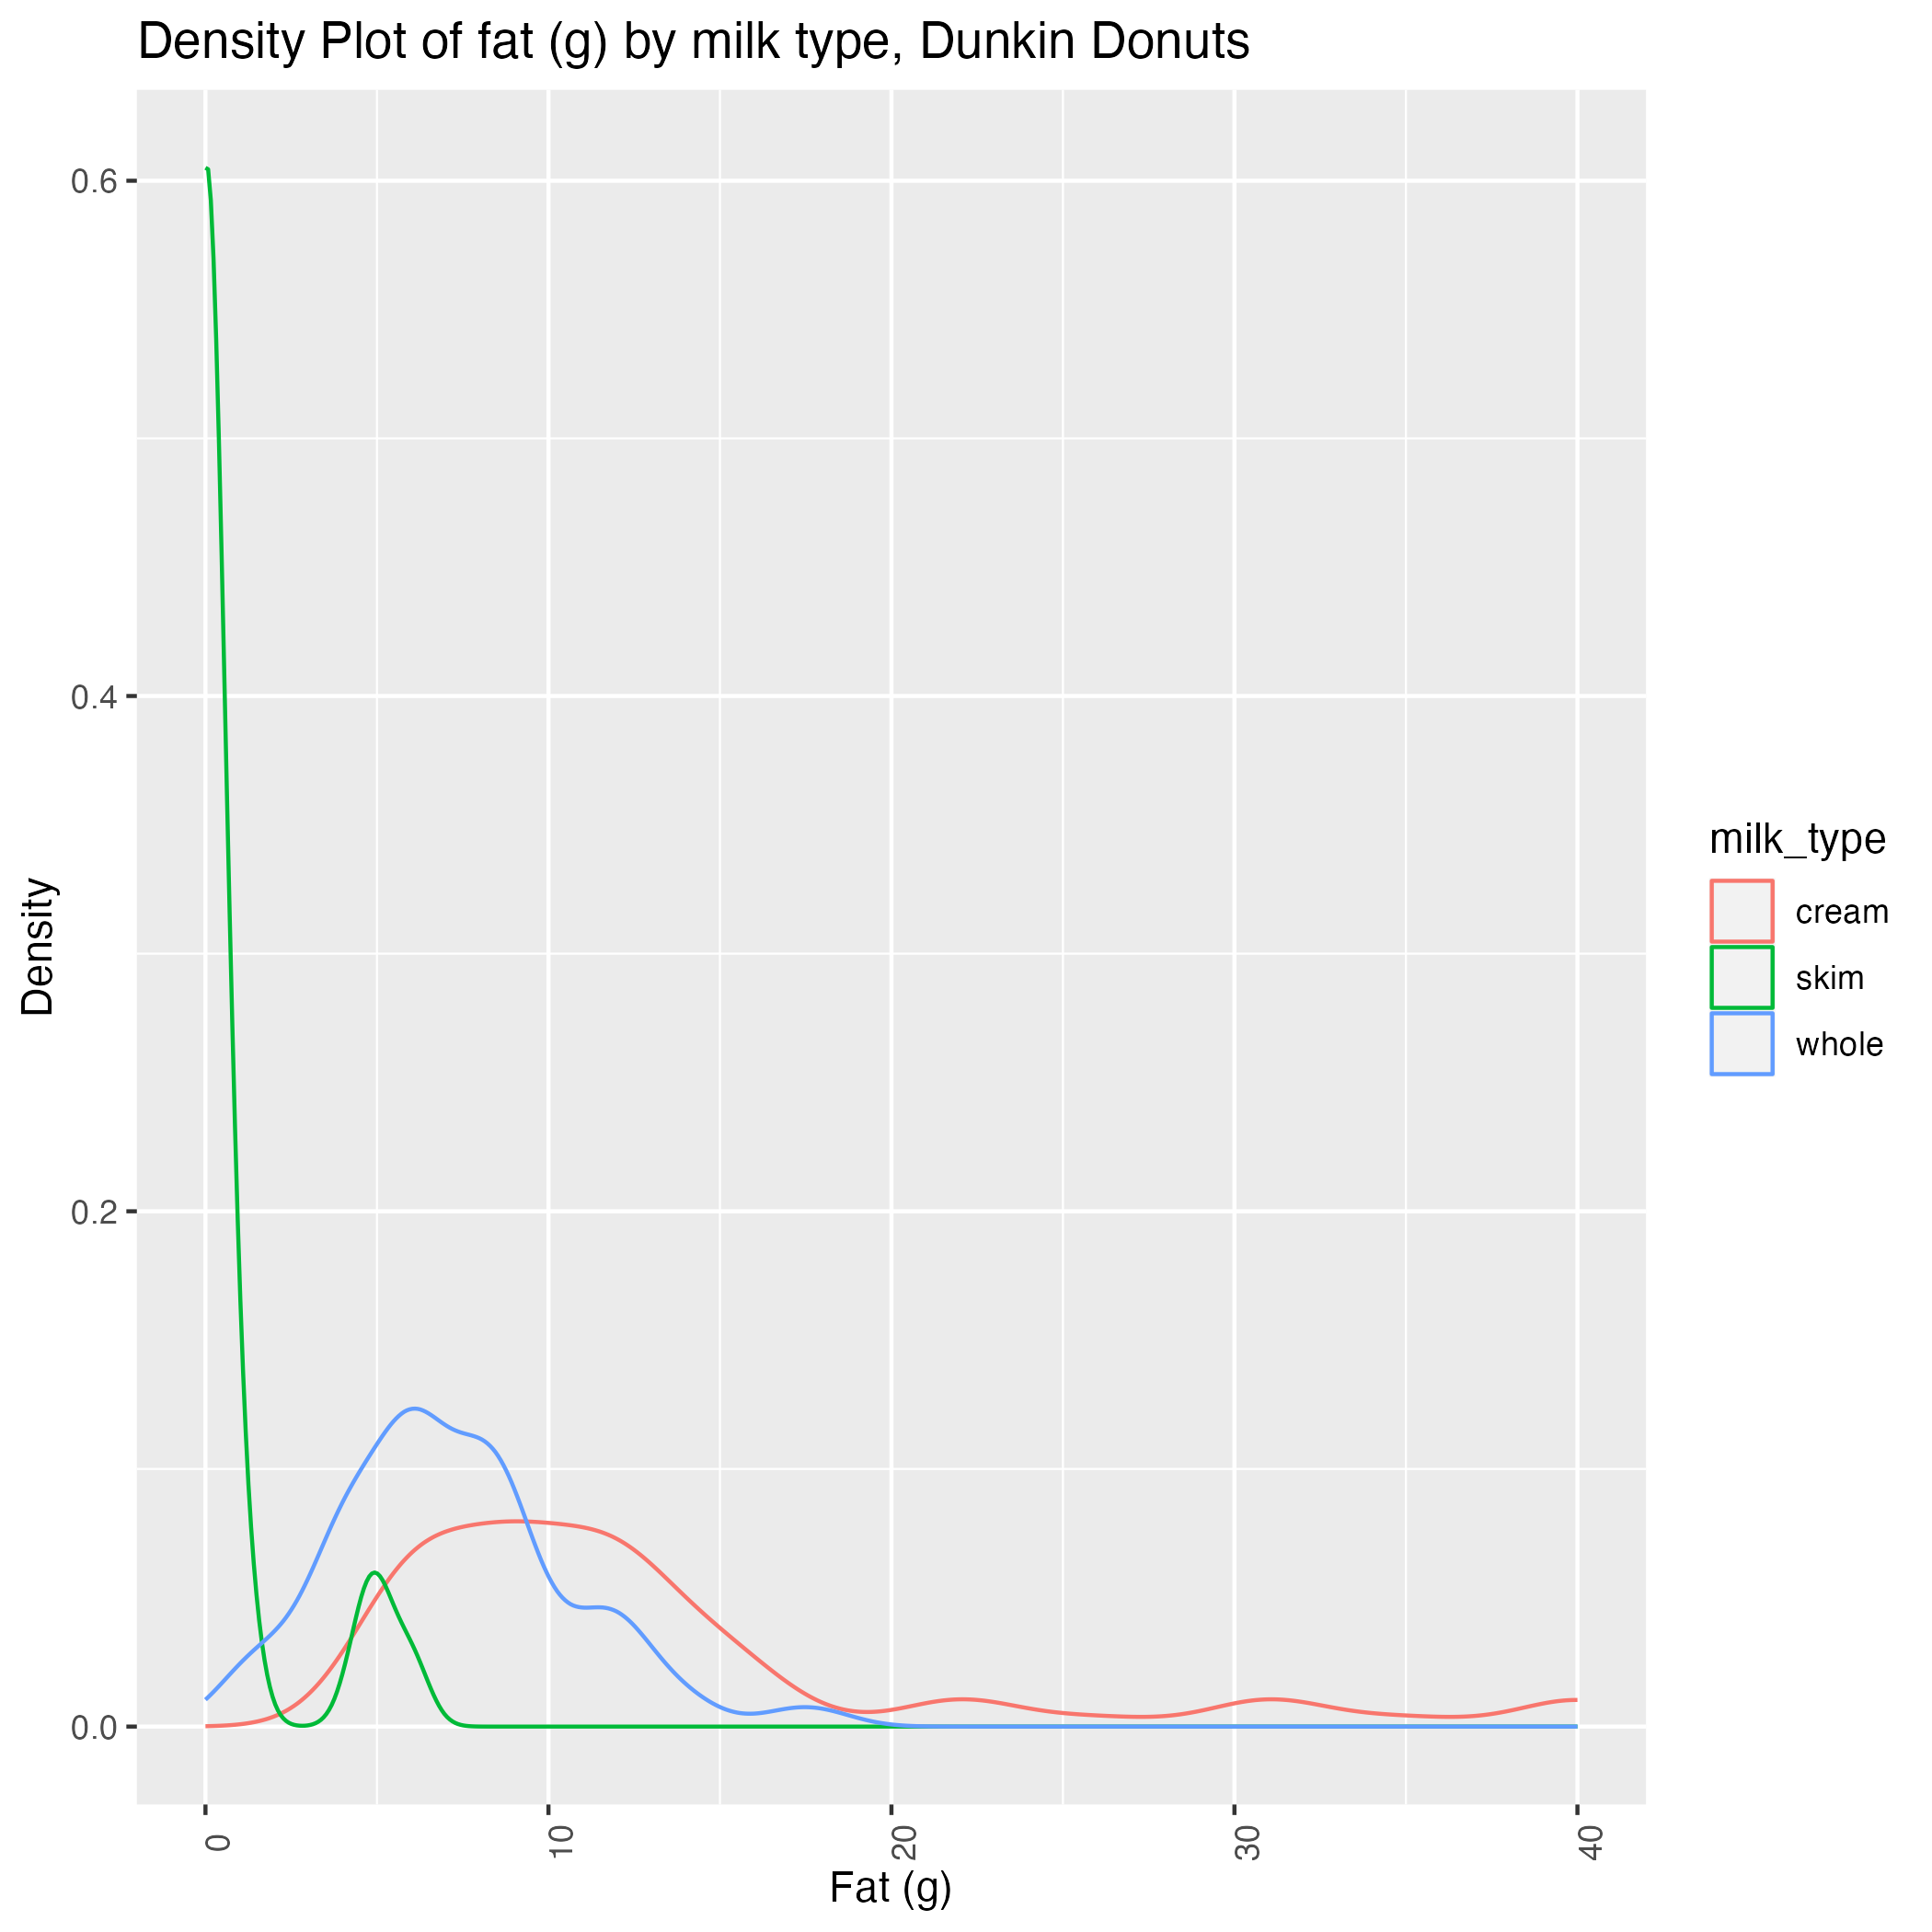 Density Plot of fat (g) by milk type, Dunkin Donuts
0.6
0.4
0.2
0.0
Density
0
10
20
30
40
Fat (g)
milk_type
cream
skim
whole